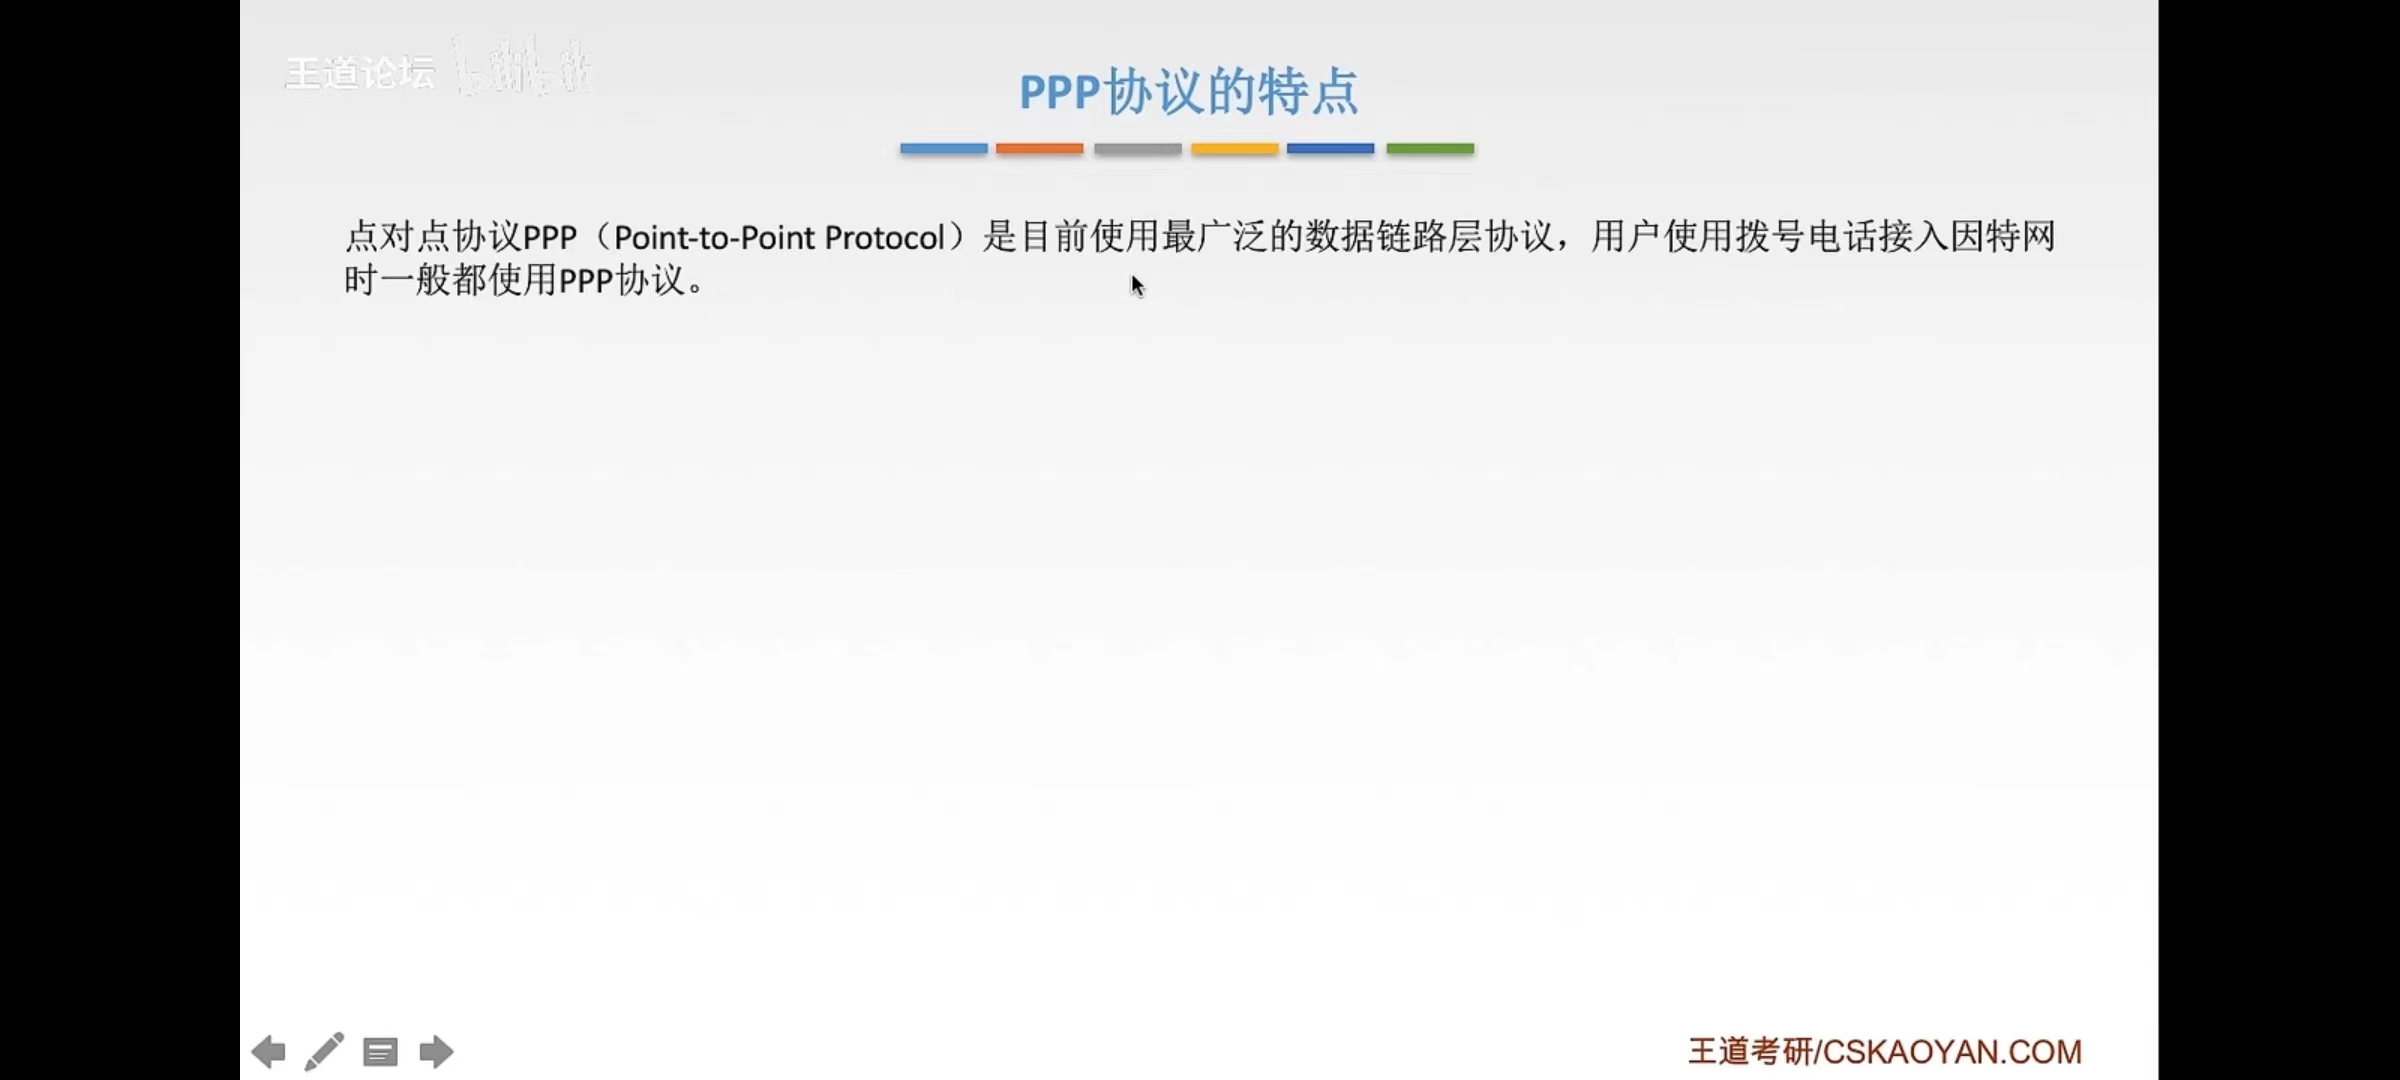 王道论坛 bilibili
PPP协议的特点
点对点协议PPP（Point-to-Point Protocol）是目前使用最广泛的数据链路层协议，用户使用拨号电话接入因特网
时一般都使用PPP协议。
王道考研/CSKAOYAN.COM